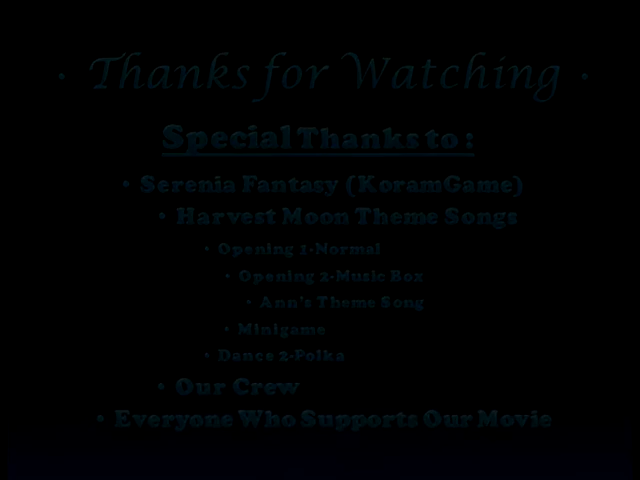 • Thanks for Watching •
Special Thanks to :
• Serenia Fantasy (KoramGame)
• Harvest Moon Theme Songs
• Opening 1-Normal
• Opening 2-Music Box
• Ann's Theme Song
• Minigame
• Dance 2-Polka
• Our Crew
• Everyone Who Supports Our Movie